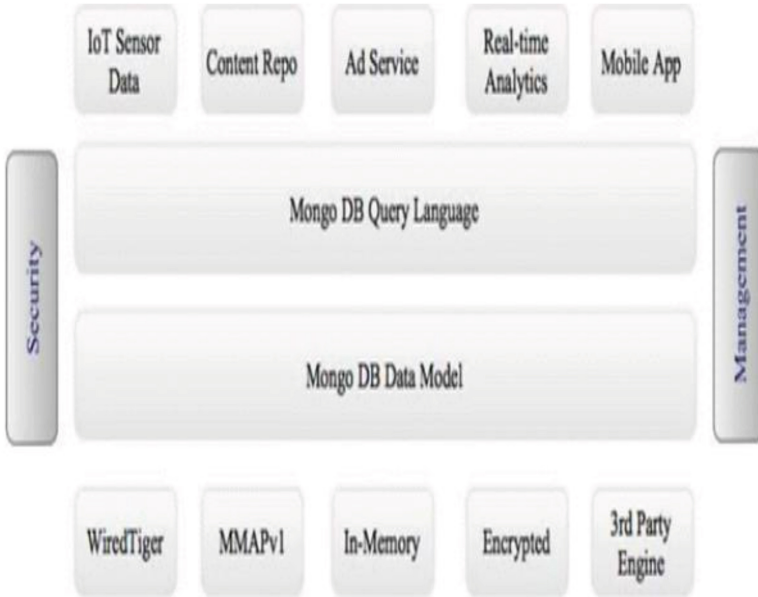 IoT Sensor
Data
Content Repo
Ad Service
Real-time
Analytics
Mobile App
Security
Mongo DB Query Language
Management
Mongo DB Data Model
WiredTiger
MMAPv1
In-Memory
Encrypted
3rd Party
Engine